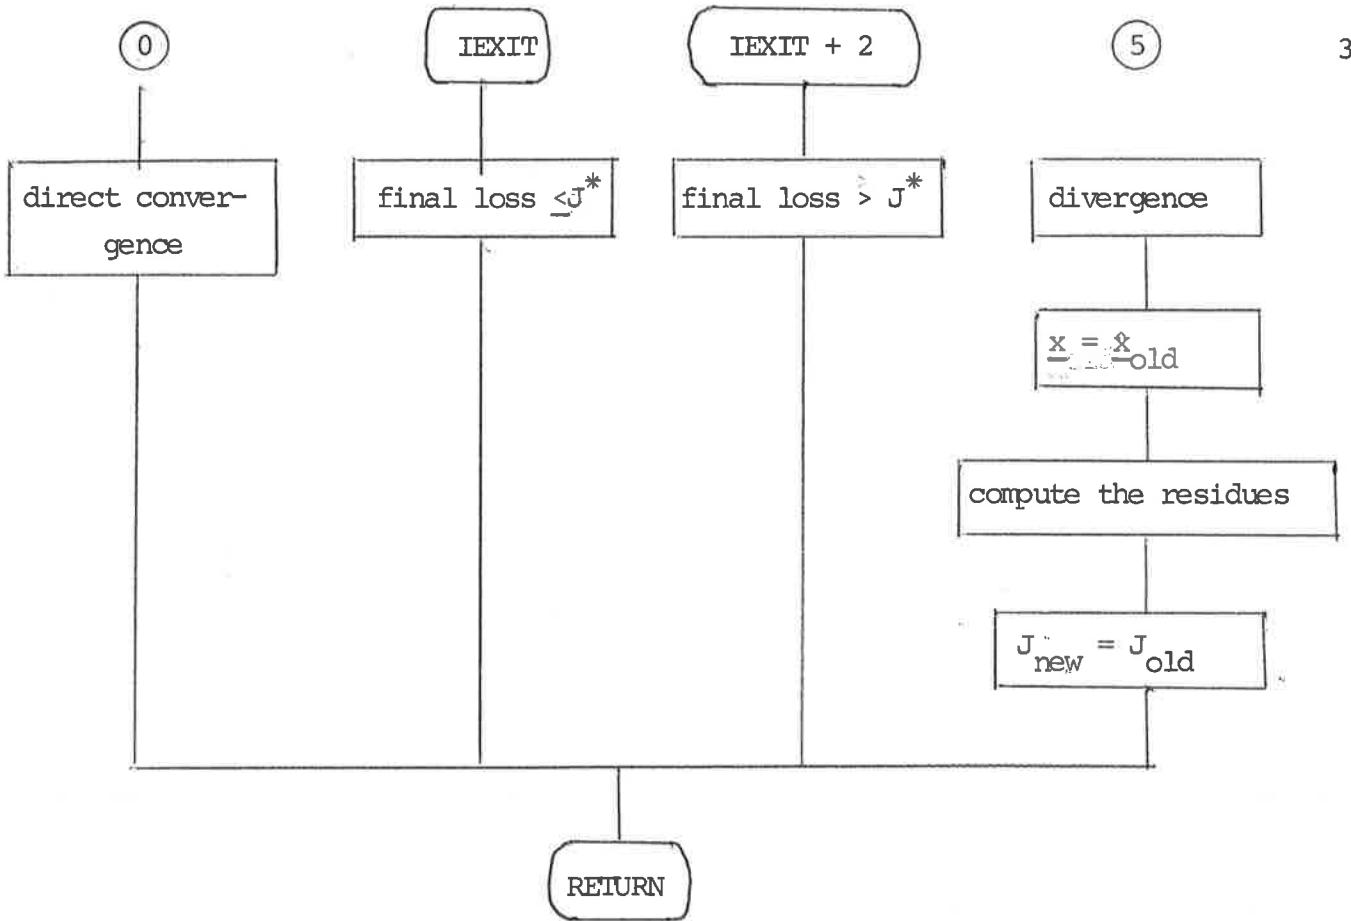 0
IEXIT
IEXIT + 2
5
3
direct conver-
gence
final loss ≤J*
final loss > J*
divergence
x = x̂old
compute the residues
Jnew = Jold
RETURN